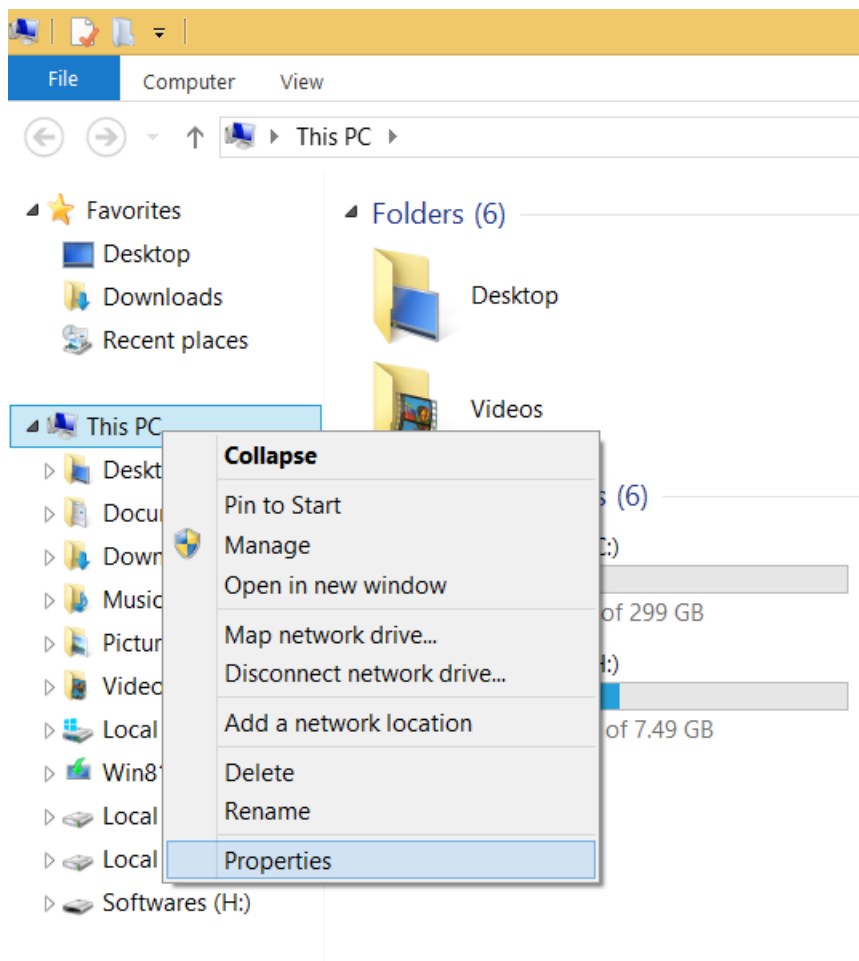 File Computer View
This PC
Favorites
Desktop
Downloads
Recent places
This PC
Deskt
Docu
Down
Music
Pictur
Video
Local
Win8
Local
Local
Softwares (H:)
Folders (6)
Desktop
Videos
s (6)
C:)
of 299 GB
H:)
of 7.49 GB
Collapse
Pin to Start
Manage
Open in new window
Map network drive...
Disconnect network drive...
Add a network location
Delete
Rename
Properties